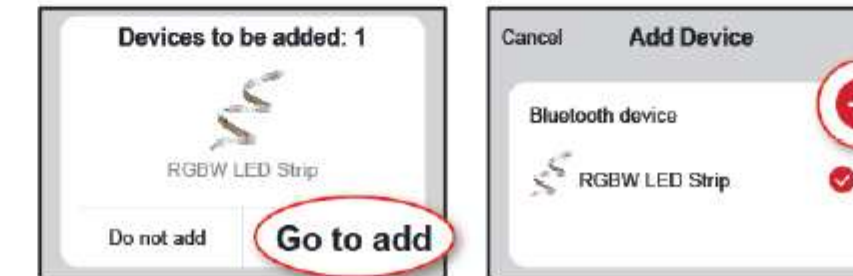 Devices to be added: 1
RGBW LED Strip
Do not add
Go to add
Cancel
Add Device
Bluetooth device
RGBW LED Strip